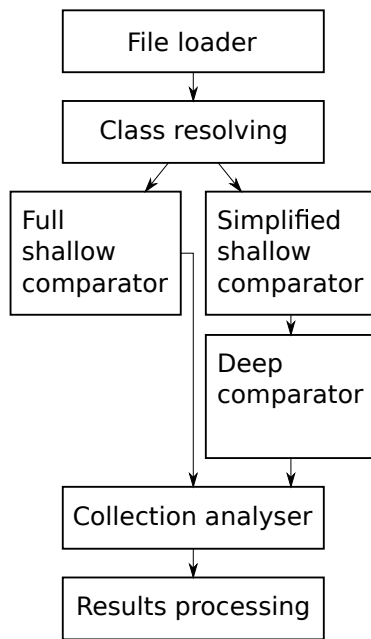 File loader
Class resolving
Full
shallow
comparator
Simplified
shallow
comparator
Deep
comparator
Collection analyser
Results processing